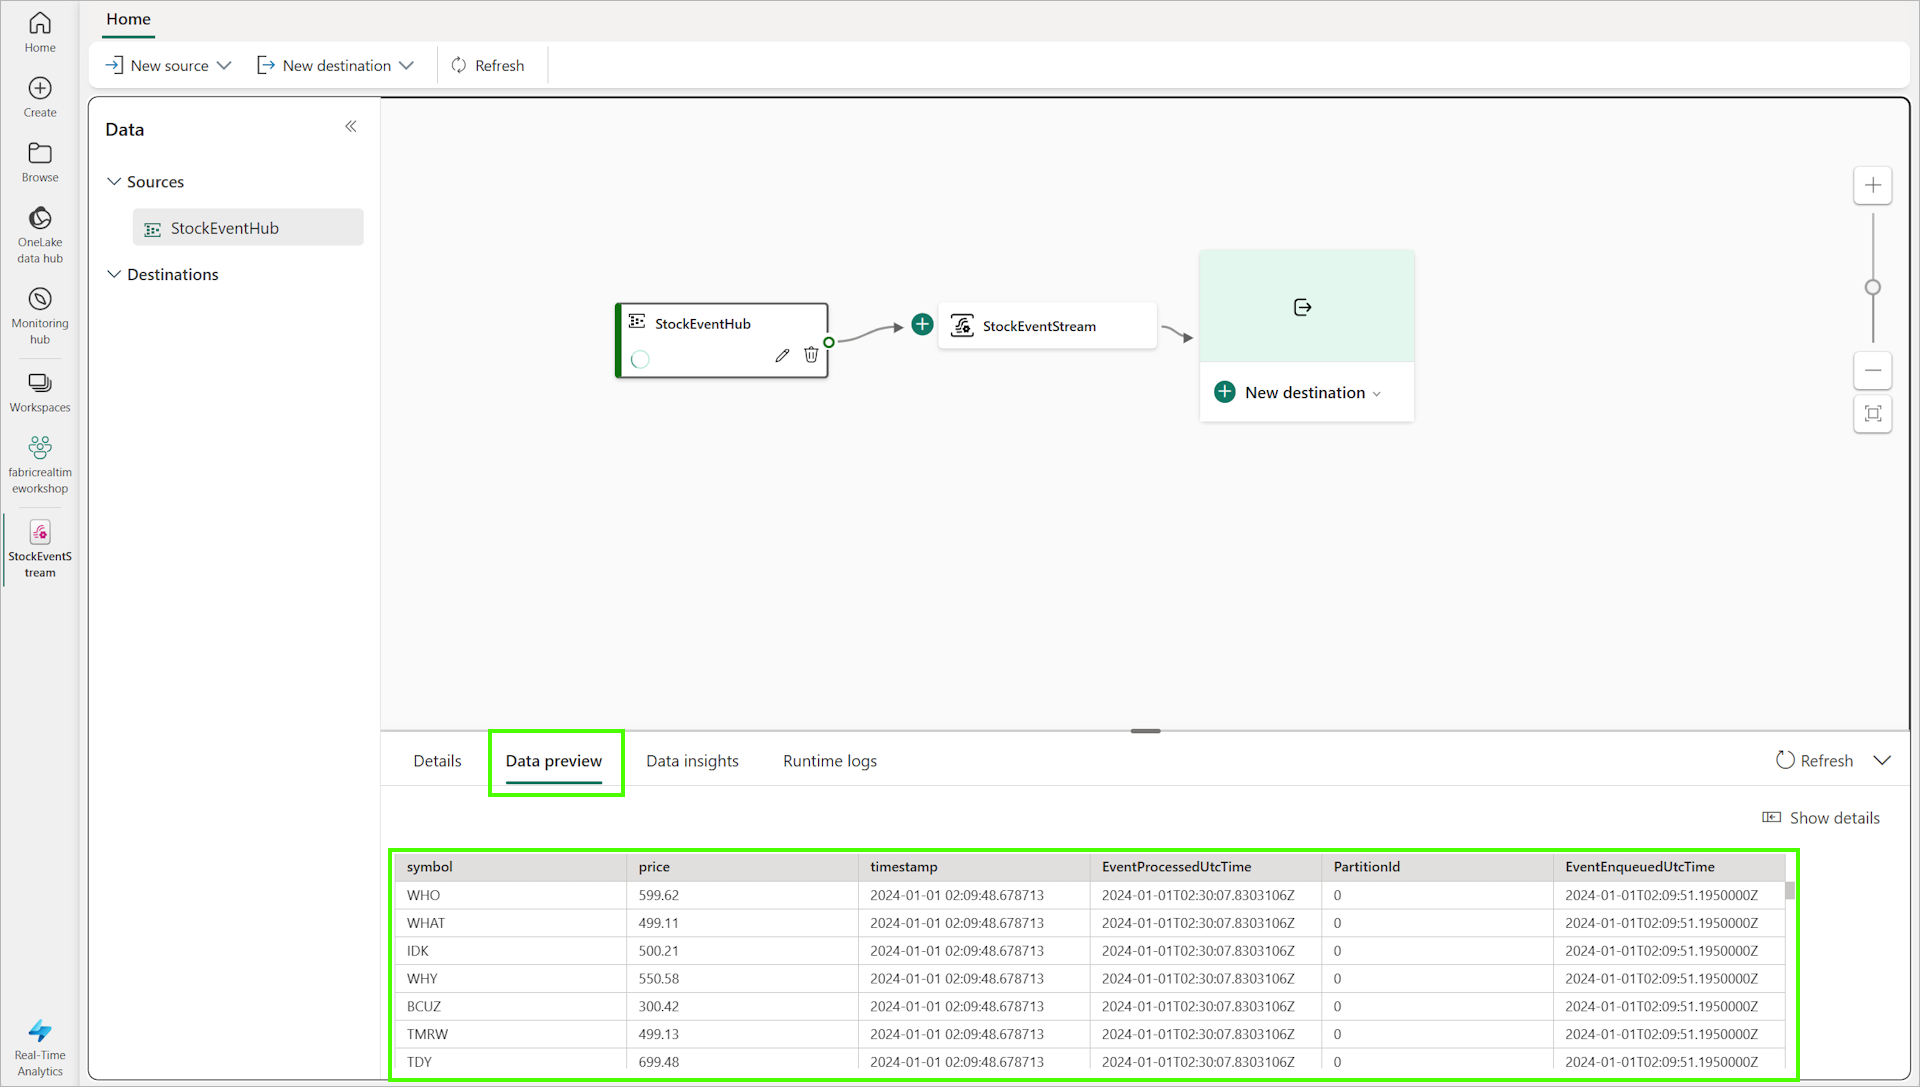 Home
Create
Browse
OneLake
data hub
Monitoring
hub
Workspaces
fabricrealtim
eworkshop
StockEventS
tream
Real-Time
Analytics
Home
New source
New destination
Refresh
Data
Sources
StockEventHub
Destinations
StockEventHub
StockEventStream
New destination
Details
Data preview
Data insights
Runtime logs
Refresh
Show details
symbol price timestamp EventProcessedUtcTime PartitionId EventEnqueuedUtcTime
WHO 599.62 2024-01-01 02:09:48.678713 2024-01-01T02:30:07.8303106Z 0 2024-01-01T02:09:51.1950000Z
WHAT 499.11 2024-01-01 02:09:48.678713 2024-01-01T02:30:07.8303106Z 0 2024-01-01T02:09:51.1950000Z
IDK 500.21 2024-01-01 02:09:48.678713 2024-01-01T02:30:07.8303106Z 0 2024-01-01T02:09:51.1950000Z
WHY 550.58 2024-01-01 02:09:48.678713 2024-01-01T02:30:07.8303106Z 0 2024-01-01T02:09:51.1950000Z
BCUZ 300.42 2024-01-01 02:09:48.678713 2024-01-01T02:30:07.8303106Z 0 2024-01-01T02:09:51.1950000Z
TMRW 499.13 2024-01-01 02:09:48.678713 2024-01-01T02:30:07.8303106Z 0 2024-01-01T02:09:51.1950000Z
TDY 699.48 2024-01-01 02:09:48.678713 2024-01-01T02:30:07.8303106Z 0 2024-01-01T02:09:51.1950000Z